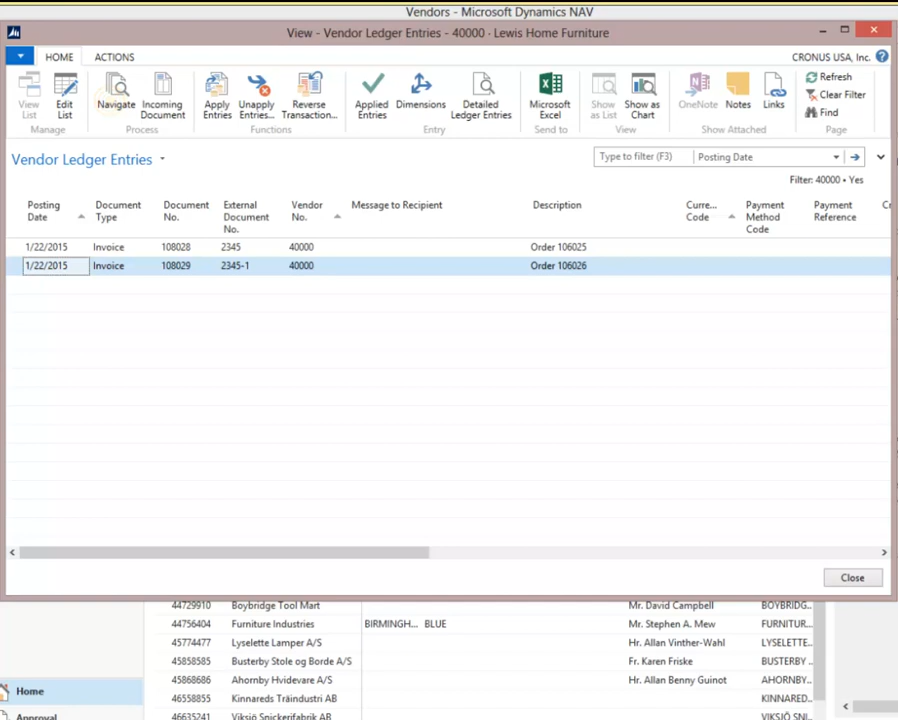 Vendors - Microsoft Dynamics NAV
View - Vendor Ledger Entries - 40000 - Lewis Home Furniture
HOME ACTIONS CRONUS USA, Inc.
View List Edit List Navigate Incoming Document Apply Entries Unapply Entries... Reverse Transaction... Applied Entries Dimensions Detailed Ledger Entries Microsoft Excel Show as List Show as Chart OneNote Notes Links Refresh Clear Filter Find
Manage Process Functions Entry Send to View Show Attached Page
Vendor Ledger Entries Type to filter (F3) Posting Date
Filter: 40000 • Yes
Posting Date Document Type Document No. External Document No. Vendor No. Message to Recipient Description Curre... Code Payment Method Code Payment Reference
1/22/2015 Invoice 108028 2345 40000 Order 106025
1/22/2015 Invoice 108029 2345-1 40000 Order 106026
Close
44729910 Boybridge Tool Mart Mr. David Campbell BOYBRIDG...
44756404 Furniture Industries BIRMINGH... BLUE Mr. Stephen A. Mew FURNITUR...
45774477 Lyselette Lamper A/S Hr. Allan Vinther-Wahl LYSELETTE...
45858585 Busterby Stole og Borde A/S Fr. Karen Friske BUSTERBY ...
45868686 Ahornby Hvidevare A/S Hr. Allan Benny Guinot AHORNBY...
Home
46558855 Kinnareds Träindustri AB KINNARED...
Approval
46635241 Viksjö Snickerifabrik AB VIKSJÖ SNI...